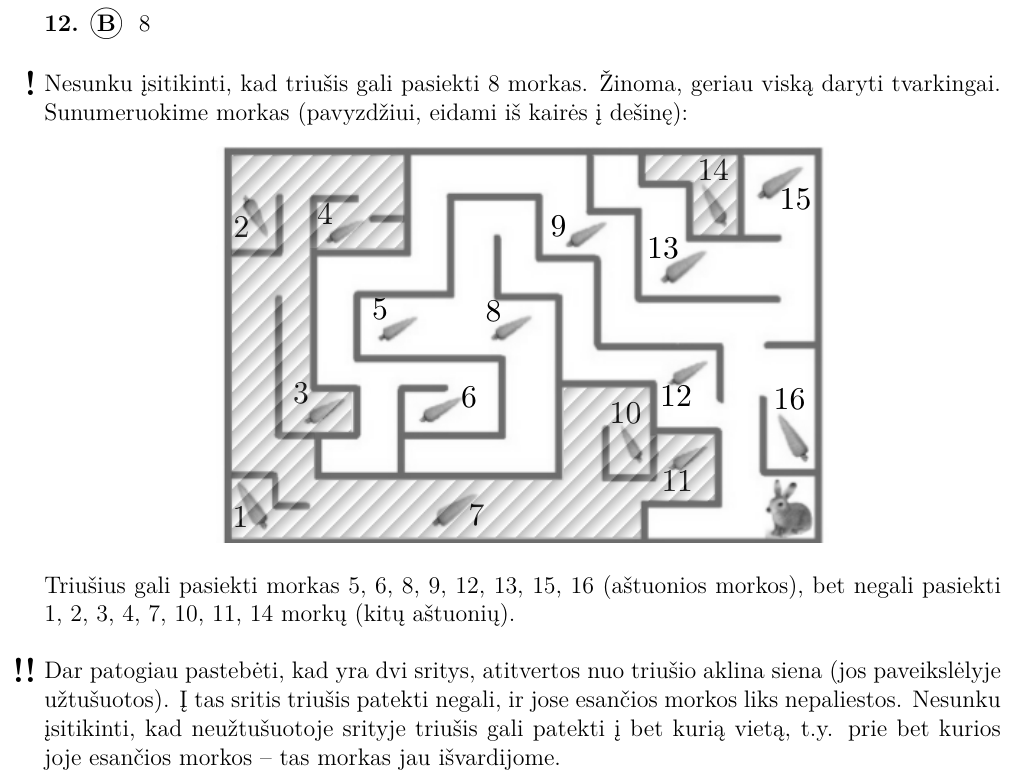 12. B 8
! Nesunku įsitikinti, kad triušis gali pasiekti 8 morkas. Žinoma, geriau viską daryti tvarkingai.
Sunumeruokime morkas (pavyzdžiui, eidami iš kairės į dešinę):
14
15
2
4
9
13
5
8
3
6
12
16
10
11
1
7
Triušius gali pasiekti morkas 5, 6, 8, 9, 12, 13, 15, 16 (aštuonios morkos), bet negali pasiekti
1, 2, 3, 4, 7, 10, 11, 14 morkų (kitų aštuonių).
!! Dar patogiau pastebėti, kad yra dvi sritys, atitvertos nuo triušio aklina siena (jos paveikslėlyje
užtušuotos). Į tas sritis triušis patekti negali, ir jose esančios morkos liks nepaliestos. Nesunku
įsitikinti, kad neužtušuotoje srityje triušis gali patekti į bet kurią vietą, t.y. prie bet kurios
joje esančios morkos – tas morkas jau išvardijome.